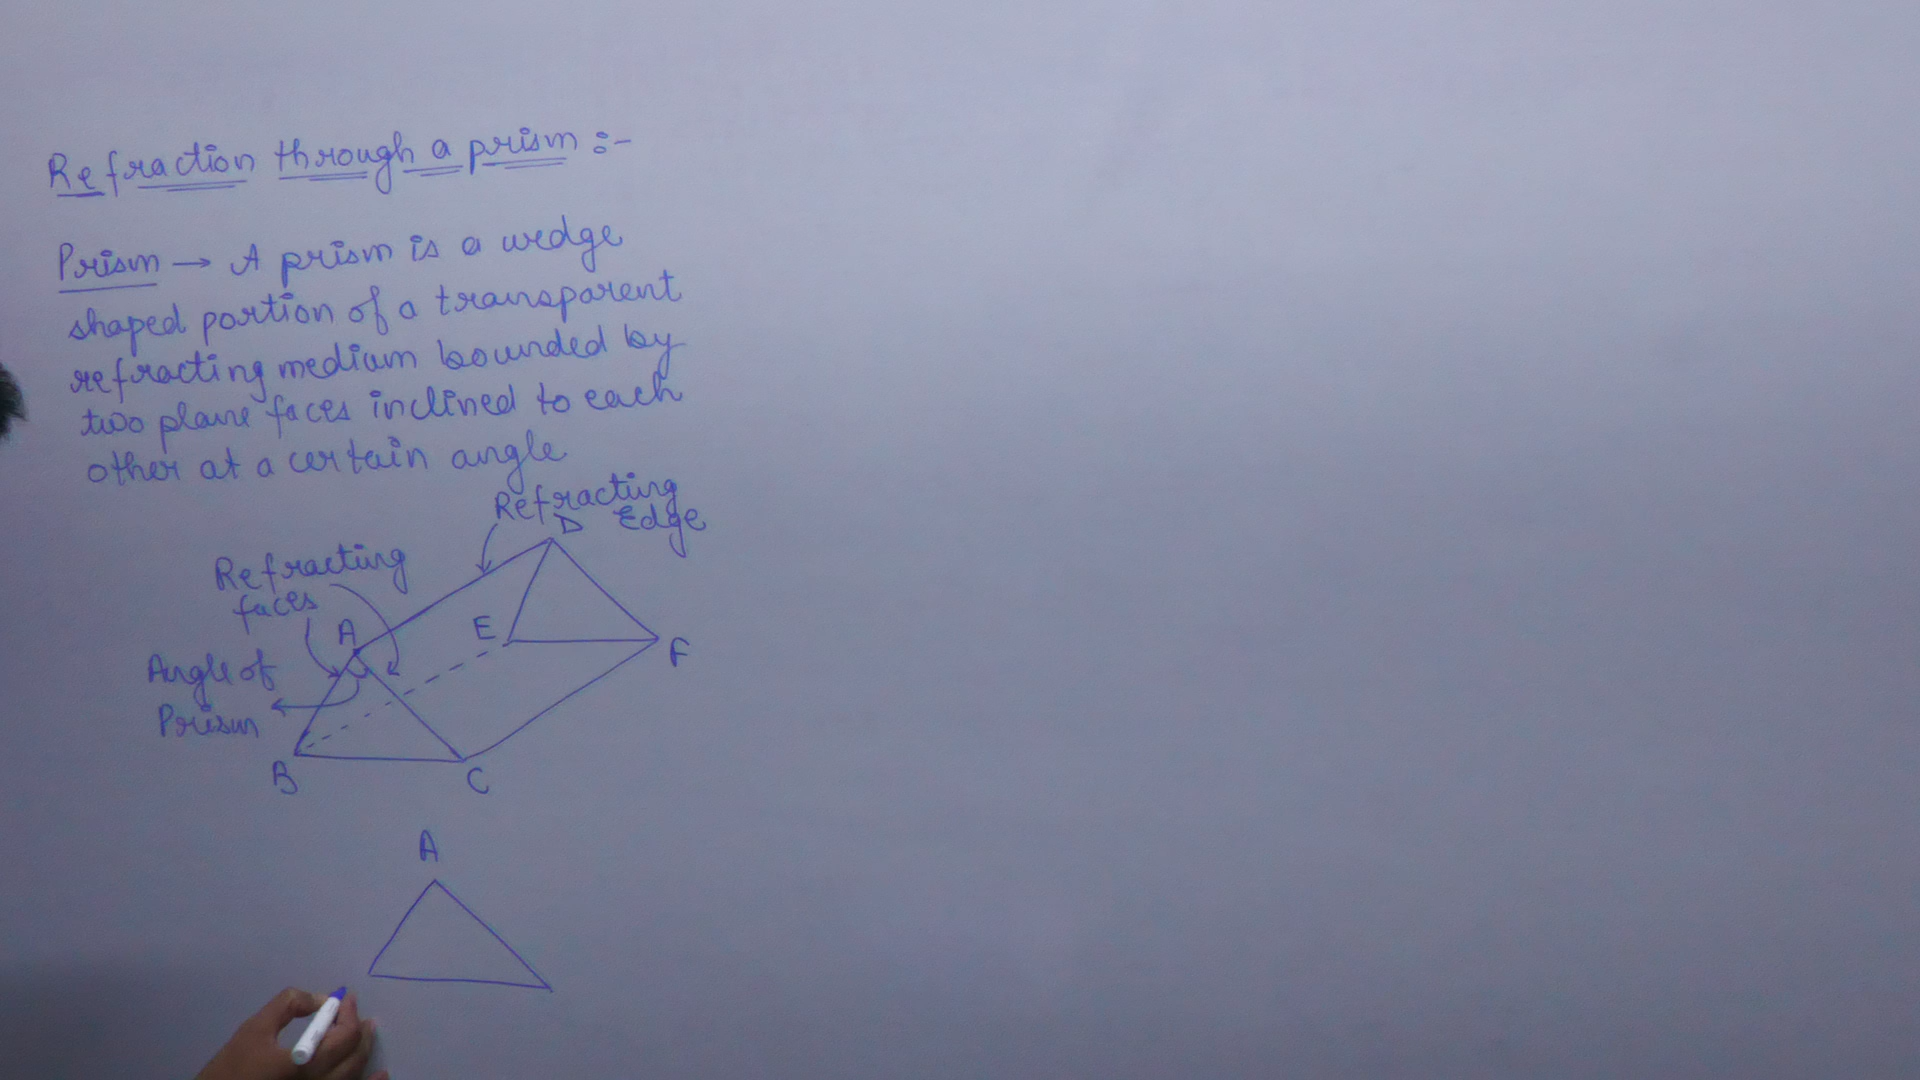 Refraction through a prism :-
Prism → A prism is a wedge
shaped portion of a transparent
refracting medium bounded by
two plane faces inclined to each
other at a certain angle
Refracting
Edge
D
Refracting
faces
A
E
F
Angle of
Prism
B
C
A